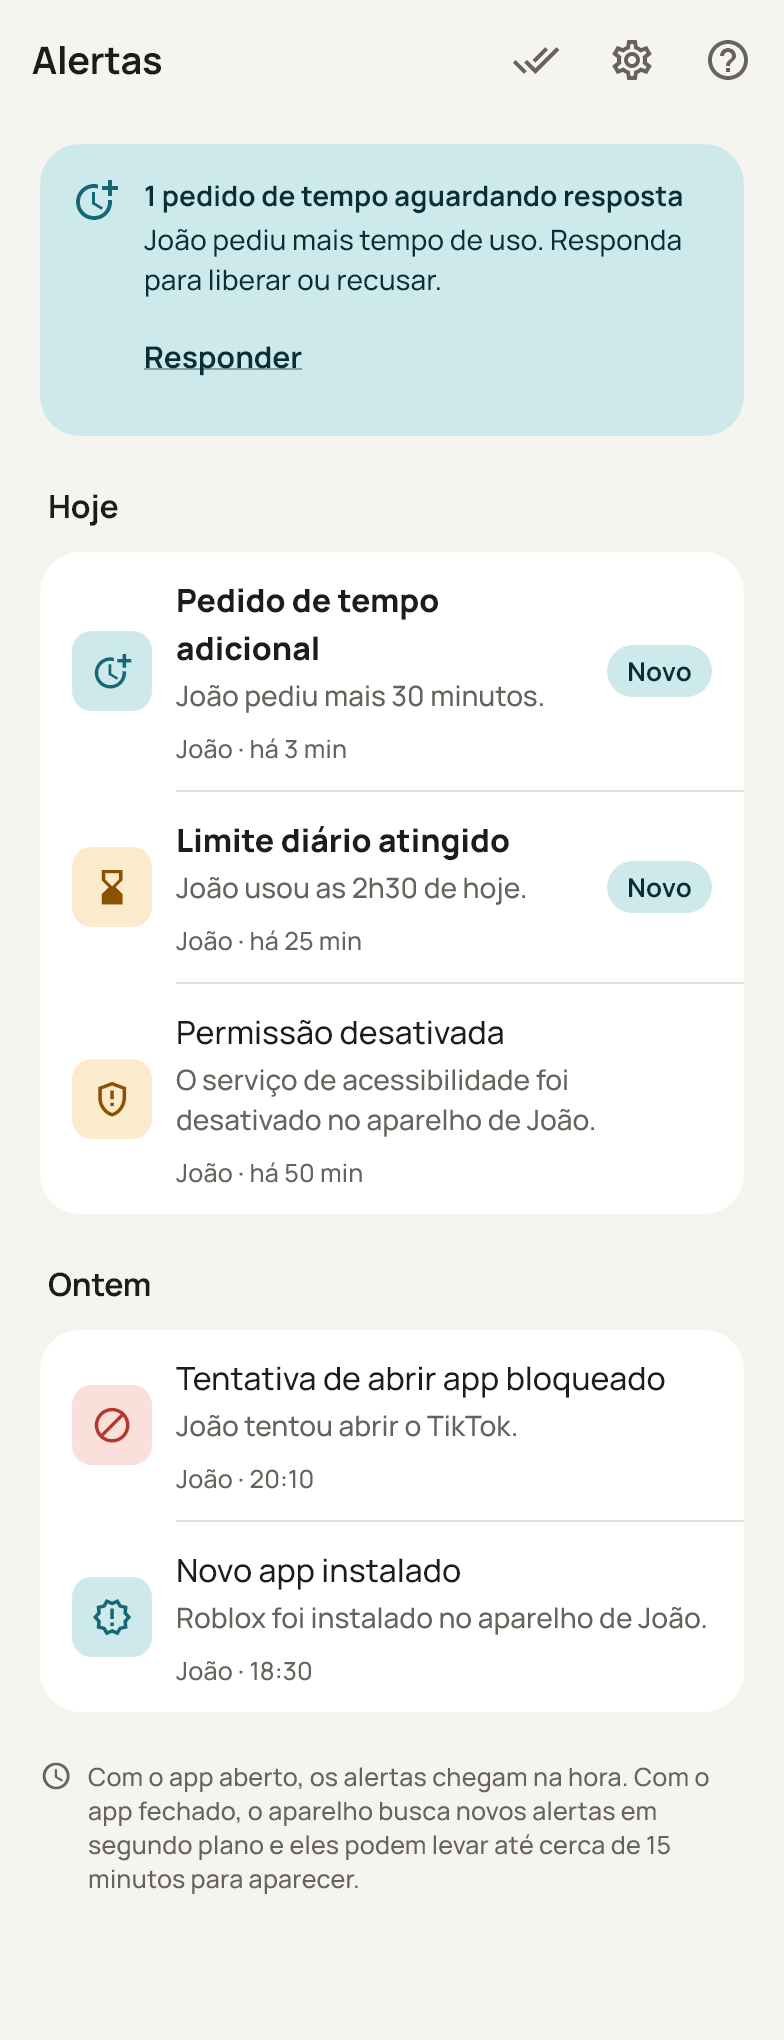 Alertas
1 pedido de tempo aguardando resposta
João pediu mais tempo de uso. Responda
para liberar ou recusar.
Responder
Hoje
Pedido de tempo
adicional
João pediu mais 30 minutos.
João · há 3 min
Novo
Limite diário atingido
João usou as 2h30 de hoje.
João · há 25 min
Novo
Permissão desativada
O serviço de acessibilidade foi
desativado no aparelho de João.
João · há 50 min
Ontem
Tentativa de abrir app bloqueado
João tentou abrir o TikTok.
João · 20:10
Novo app instalado
Roblox foi instalado no aparelho de João.
João · 18:30
Com o app aberto, os alertas chegam na hora. Com o
app fechado, o aparelho busca novos alertas em
segundo plano e eles podem levar até cerca de 15
minutos para aparecer.